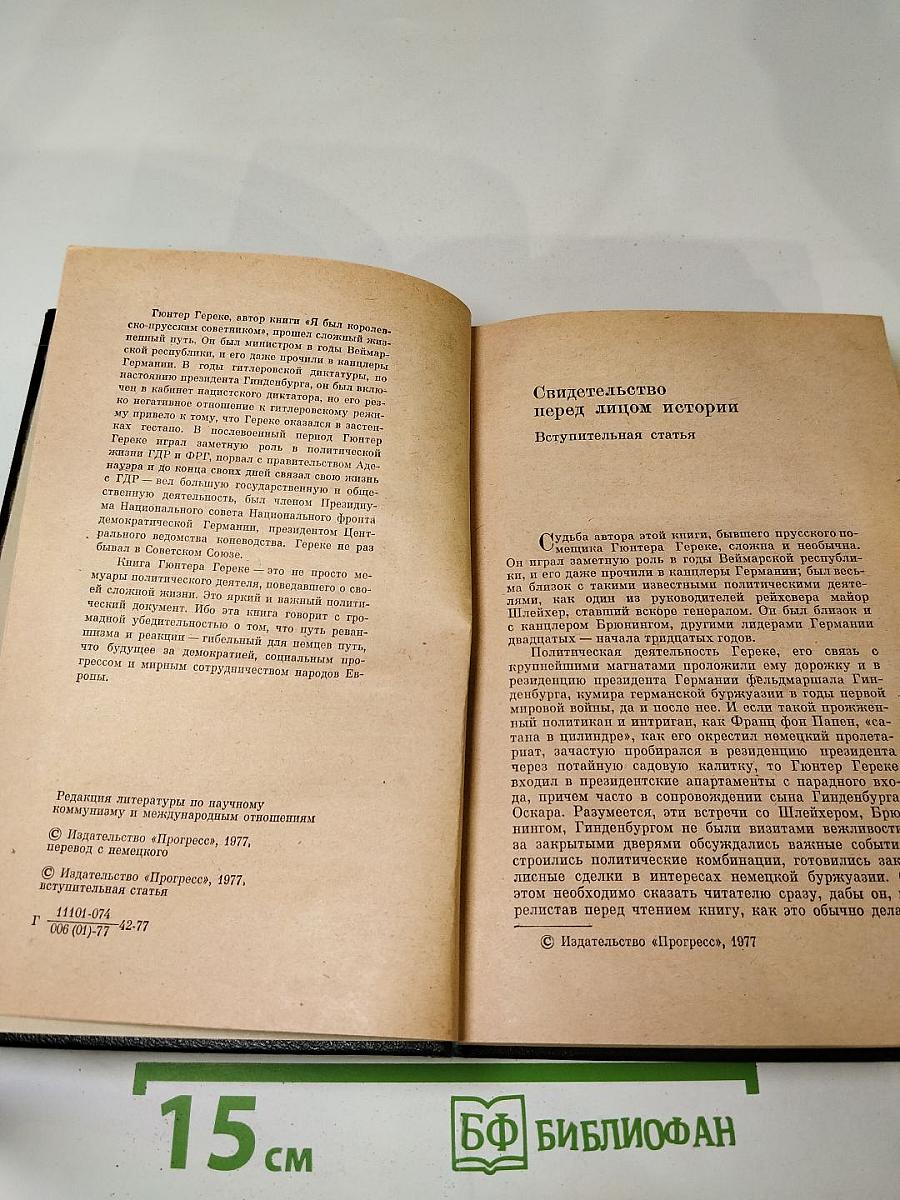 Гюнтер Гереке, автор книги «Я был королев-
ско-прусским советником», прошел сложный жиз-
ненный путь. Он был министром в годы Веймар-
ской республики, и его даже прочили в канцлеры
Германии. В годы гитлеровской диктатуры, по
настоянию президента Гинденбурга, он был вклю-
чен в кабинет нацистского диктатора, но его рез-
ко негативное отношение к гитлеровскому режи-
му привело к тому, что Гереке оказался в застен-
ках гестапо. В послевоенный период Гюнтер
Гереке играл заметную роль в политической
жизни ГДР и ФРГ, порвал с правительством Аде-
науэра и до конца своих дней связал свою жизнь
с ГДР — вел большую государственную и обще-
ственную деятельность, был членом Президиу-
ма Национального совета Национального фронта
демократической Германии, президентом Цент-
рального ведомства коневодства. Гереке не раз
бывал в Советском Союзе.
Книга Гюнтера Гереке — это не просто ме-
муары политического деятеля, поведавшего о сво-
ей сложной жизни. Это яркий и важный полити-
ческий документ. Ибо эта книга говорит с гро-
мадной убедительностью о том, что путь реван-
шизма и реакции — гибельный для немцев путь,
что будущее за демократией, социальным про-
грессом и мирным сотрудничеством народов Ев-
ропы.
Редакция литературы по научному
коммунизму и международным отношениям
© Издательство «Прогресс», 1977,
перевод с немецкого
© Издательство «Прогресс», 1977,
вступительная статья
Г 11101-074
006 (01)-77 42-77
Свидетельство
перед лицом истории
Вступительная статья
Судьба автора этой книги, бывшего прусского по-
мещика Гюнтера Гереке, сложна и необычна.
Он играл заметную роль в годы Веймарской республи-
ки, и его даже прочили в канцлеры Германии; был весь-
ма близок с такими известными политическими деяте-
лями, как один из руководителей рейхсвера майор
Шлейхер, ставший вскоре генералом. Он был близок и
с канцлером Брюнингом, другими лидерами Германии
двадцатых — начала тридцатых годов.
Политическая деятельность Гереке, его связь с
крупнейшими магнатами проложили ему дорожку и в
резиденцию президента Германии фельдмаршала Гин-
денбурга, кумира германской буржуазии в годы первой
мировой войны, да и после нее. И если такой прожжен-
ный политикан и интриган, как Франц фон Папен, «са-
тана в цилиндре», как его окрестил немецкий пролета-
риат, зачастую пробирался в резиденцию президента
через потайную садовую калитку, то Гюнтер Гереке
входил в президентские апартаменты с парадного вхо-
да, причем часто в сопровождении сына Гинденбурга
Оскара. Разумеется, эти встречи со Шлейхером, Брю
нингом, Гинденбургом не были визитами вежливости
за закрытыми дверями обсуждались важные событи
строились политические комбинации, готовились зак
лисные сделки в интересах немецкой буржуазии.
этом необходимо сказать читателю сразу, дабы он,
релистав перед чтением книгу, как это обычно дела
© Издательство «Прогресс», 1977
15 см
БФ БИБЛИОФАН